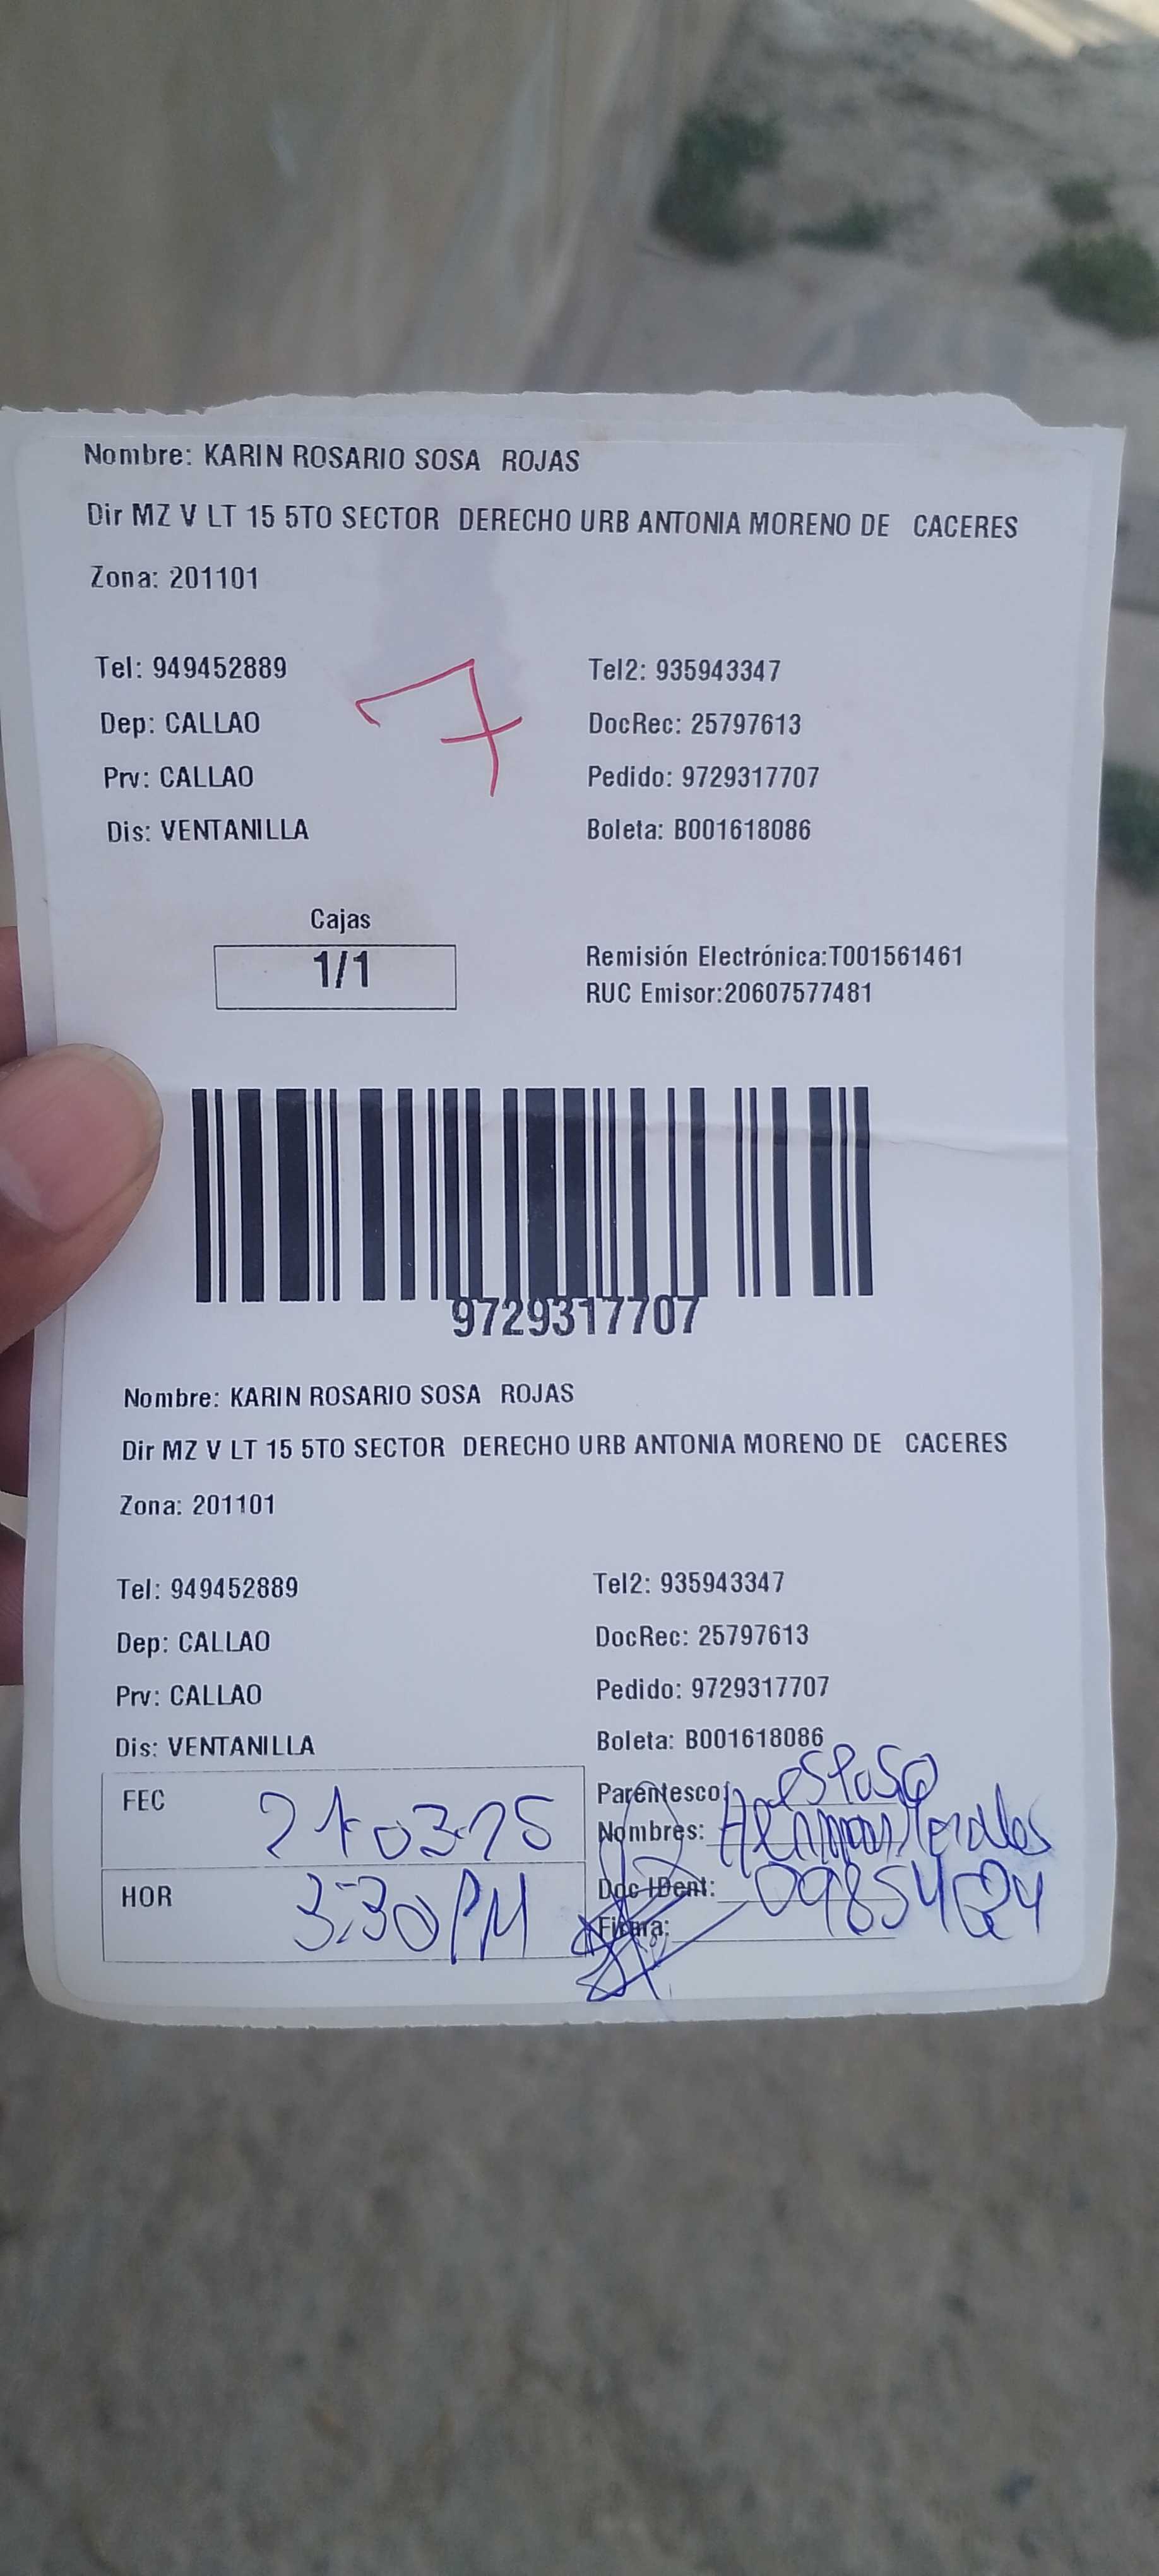 Nombre: KARIN ROSARIO SOSA ROJAS
Dir MZ V LT 15 5TO SECTOR DERECHO URB ANTONIA MORENO DE CACERES
Zona: 201101
Tel: 949452889 Tel2: 935943347
Dep: CALLAO DocRec: 25797613
Prv: CALLAO Pedido: 9729317707
Dis: VENTANILLA Boleta: B001618086
7
Cajas
1/1
Remisión Electrónica:T001561461
RUC Emisor:20607577481
9729317707
Nombre: KARIN ROSARIO SOSA ROJAS
Dir MZ V LT 15 5TO SECTOR DERECHO URB ANTONIA MORENO DE CACERES
Zona: 201101
Tel: 949452889 Tel2: 935943347
Dep: CALLAO DocRec: 25797613
Prv: CALLAO Pedido: 9729317707
Dis: VENTANILLA Boleta: B001618086
FEC
HOR 3:30 PM
Parentesco: esposo
Nombres: Morales
Doc IDent:
Firma: